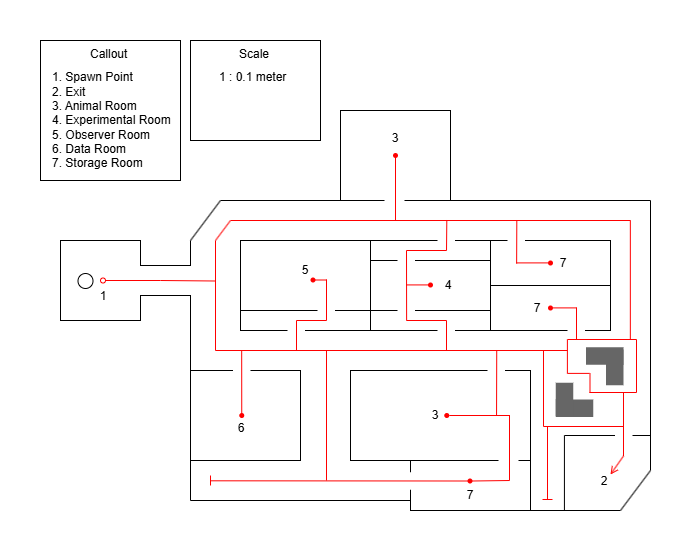 Callout
1. Spawn Point
2. Exit
3. Animal Room
4. Experimental Room
5. Observer Room
6. Data Room
7. Storage Room
Scale
1 : 0.1 meter
3
5
4
7
7
1
3
6
7
2